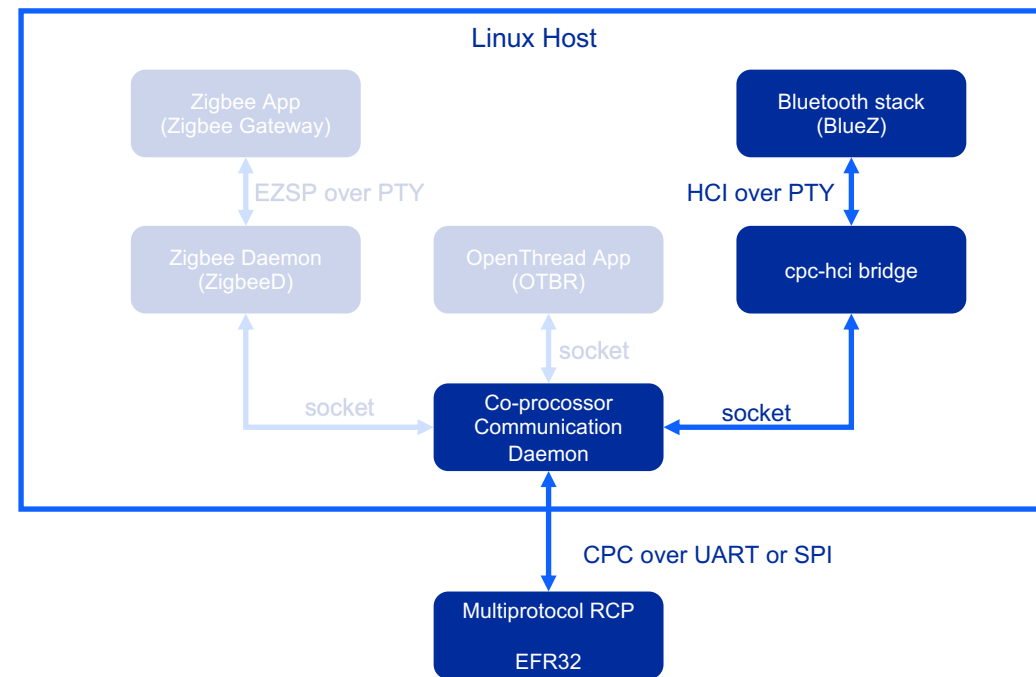 Linux Host
Zigbee App
(Zigbee Gateway)
Bluetooth stack
(BlueZ)
EZSP over PTY
HCI over PTY
Zigbee Daemon
(ZigbeeD)
OpenThread App
(OTBR)
cpc-hci bridge
socket
socket
Co-procossor
Communication
Daemon
socket
CPC over UART or SPI
Multiprotocol RCP
EFR32